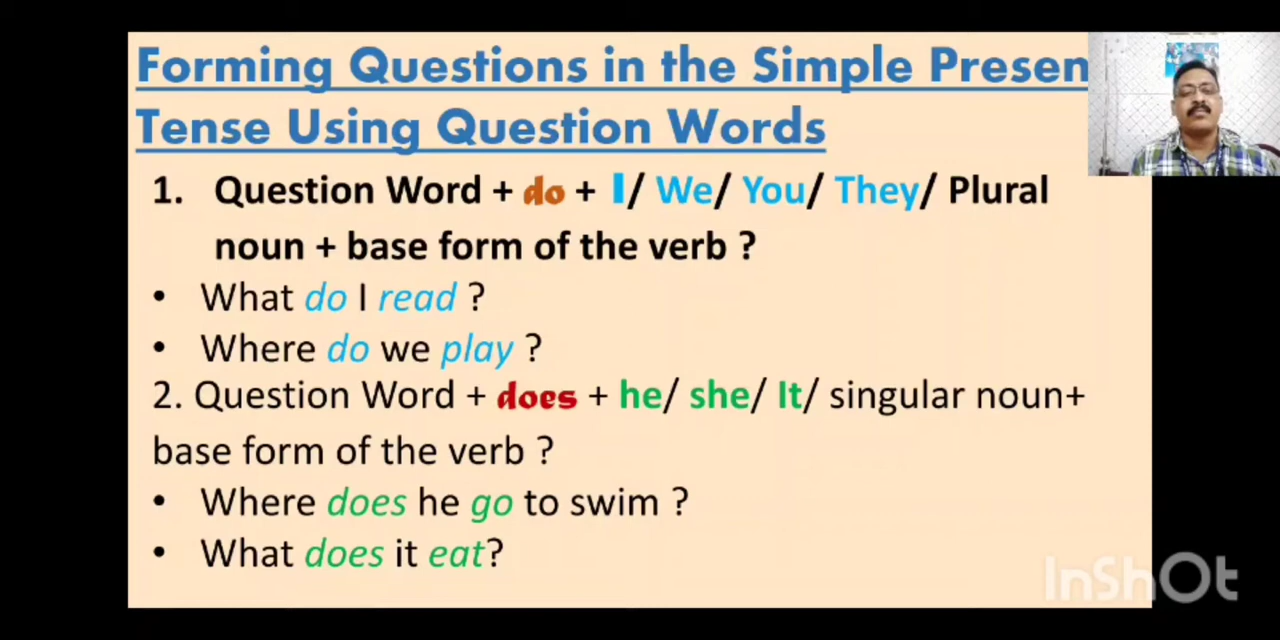 Forming Questions in the Simple Presen
Tense Using Question Words
1. Question Word + do + I/ We/ You/ They/ Plural
noun + base form of the verb ?
• What do I read ?
• Where do we play ?
2. Question Word + does + he/ she/ It/ singular noun+
base form of the verb ?
• Where does he go to swim ?
• What does it eat?
InShOt